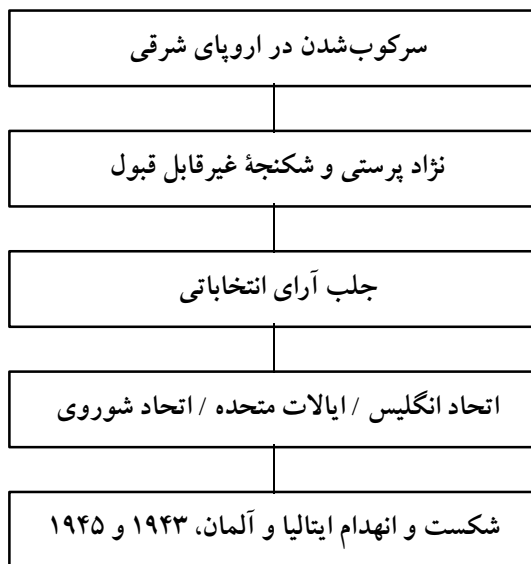 سرکوب‌شدن در اروپای شرقی
نژاد پرستی و شکنجهٔ غیرقابل قبول
جلب آرای انتخاباتی
اتحاد انگلیس / ایالات متحده / اتحاد شوروی
شکست و انهدام ایتالیا و آلمان، ۱۹۴۳ و ۱۹۴۵